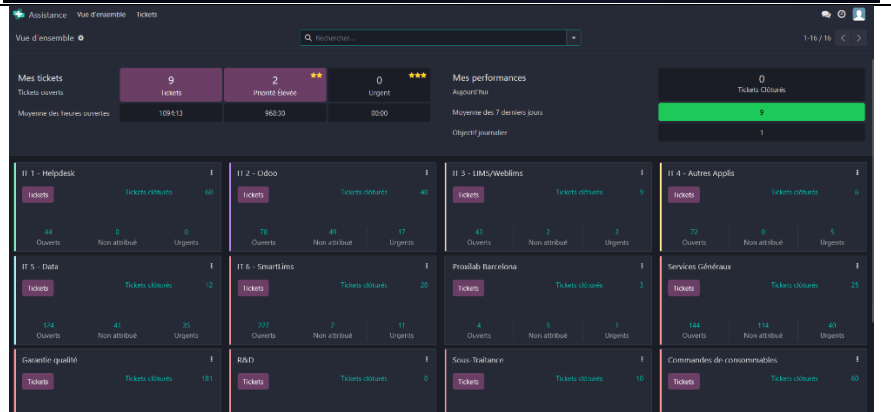 Assistance Vue d'ensemble Tickets
Vue d'ensemble Rechercher... 1-16 / 16
Mes tickets 9 2 0 Mes performances 0
Tickets ouverts Tickets Priorité Élevée Urgent Aujourd'hui Tickets Clôturés
Moyenne des heures ouvertes 1094:13 968:30 00:00 Moyenne des 7 derniers jours 9
Objectif journalier 1
IT 1 - Helpdesk IT 2 - Odoo IT 3 - LIMS/Weblims IT 4 - Autres Applis
Tickets Tickets clôturés 60 Tickets Tickets clôturés 40 Tickets Tickets clôturés 9 Tickets Tickets clôturés 6
44 0 0 78 49 17 43 2 3 72 0 5
Ouverts Non attribué Urgents Ouverts Non attribué Urgents Ouverts Non attribué Urgents Ouverts Non attribué Urgents
IT 5 - Data IT 6 - SmartLims Proxilab Barcelona Services Généraux
Tickets Tickets clôturés 12 Tickets Tickets clôturés 20 Tickets Tickets clôturés 3 Tickets Tickets clôturés 25
41 35 227 2 11 4 3 1 144 114 40
Ouverts Non attribué Urgents Ouverts Non attribué Urgents Ouverts Non attribué Urgents Ouverts Non attribué Urgents
Garantie qualité R&D Sous-Traitance Commandes de consommables
Tickets Tickets clôturés 181 Tickets Tickets clôturés 0 Tickets Tickets clôturés 10 Tickets Tickets clôturés 60